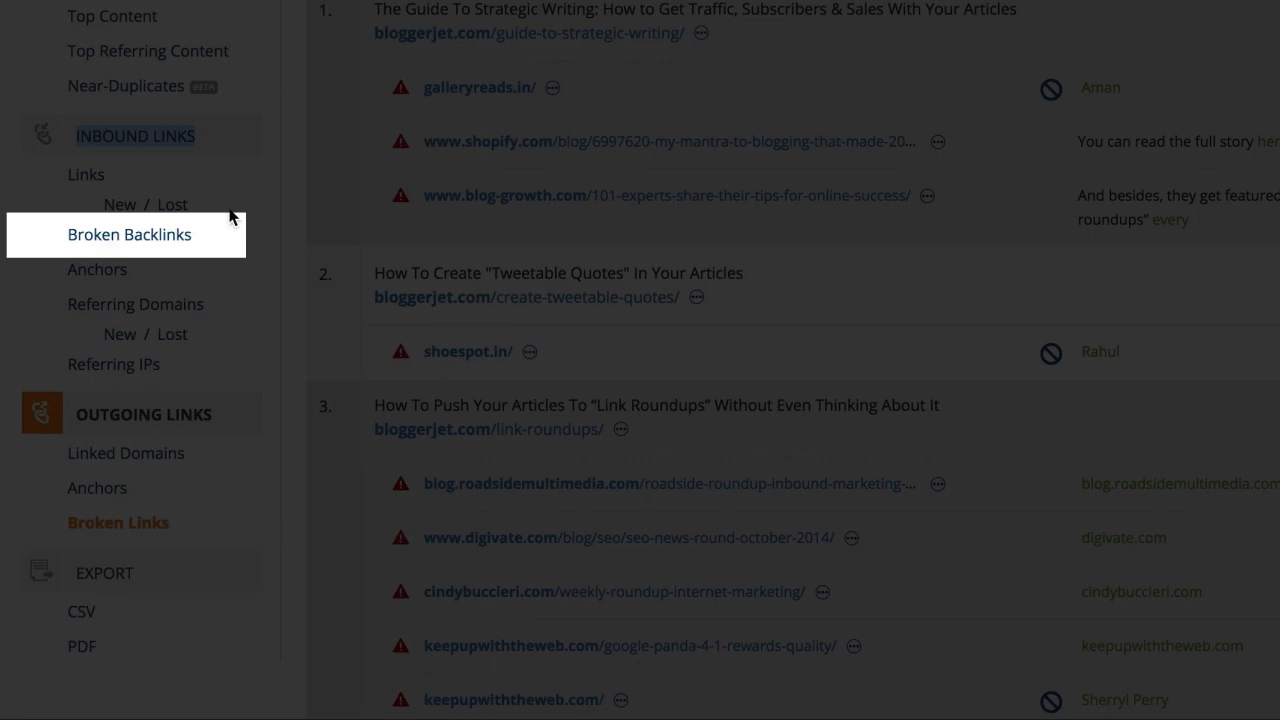 Top Content
Top Referring Content
Near-Duplicates BETA
INBOUND LINKS
Links
New / Lost
Broken Backlinks
Anchors
Referring Domains
New / Lost
Referring IPs
OUTGOING LINKS
Linked Domains
Anchors
Broken Links
EXPORT
CSV
PDF
1. The Guide To Strategic Writing: How to Get Traffic, Subscribers & Sales With Your Articles
bloggerjet.com/guide-to-strategic-writing/
galleryreads.in/ Aman
www.shopify.com/blog/6997620-my-mantra-to-blogging-that-made-20... You can read the full story her
www.blog-growth.com/101-experts-share-their-tips-for-online-success/ And besides, they get featured
roundups” every
2. How To Create "Tweetable Quotes" In Your Articles
bloggerjet.com/create-tweetable-quotes/
shoespot.in/ Rahul
3. How To Push Your Articles To “Link Roundups” Without Even Thinking About It
bloggerjet.com/link-roundups/
blog.roadsidemultimedia.com/roadside-roundup-inbound-marketing-... blog.roadsidemultimedia.com
www.digivate.com/blog/seo/seo-news-round-october-2014/ digivate.com
cindybuccieri.com/weekly-roundup-internet-marketing/ cindybuccieri.com
keepupwiththeweb.com/google-panda-4-1-rewards-quality/ keepupwiththeweb.com
keepupwiththeweb.com/ Sherryl Perry